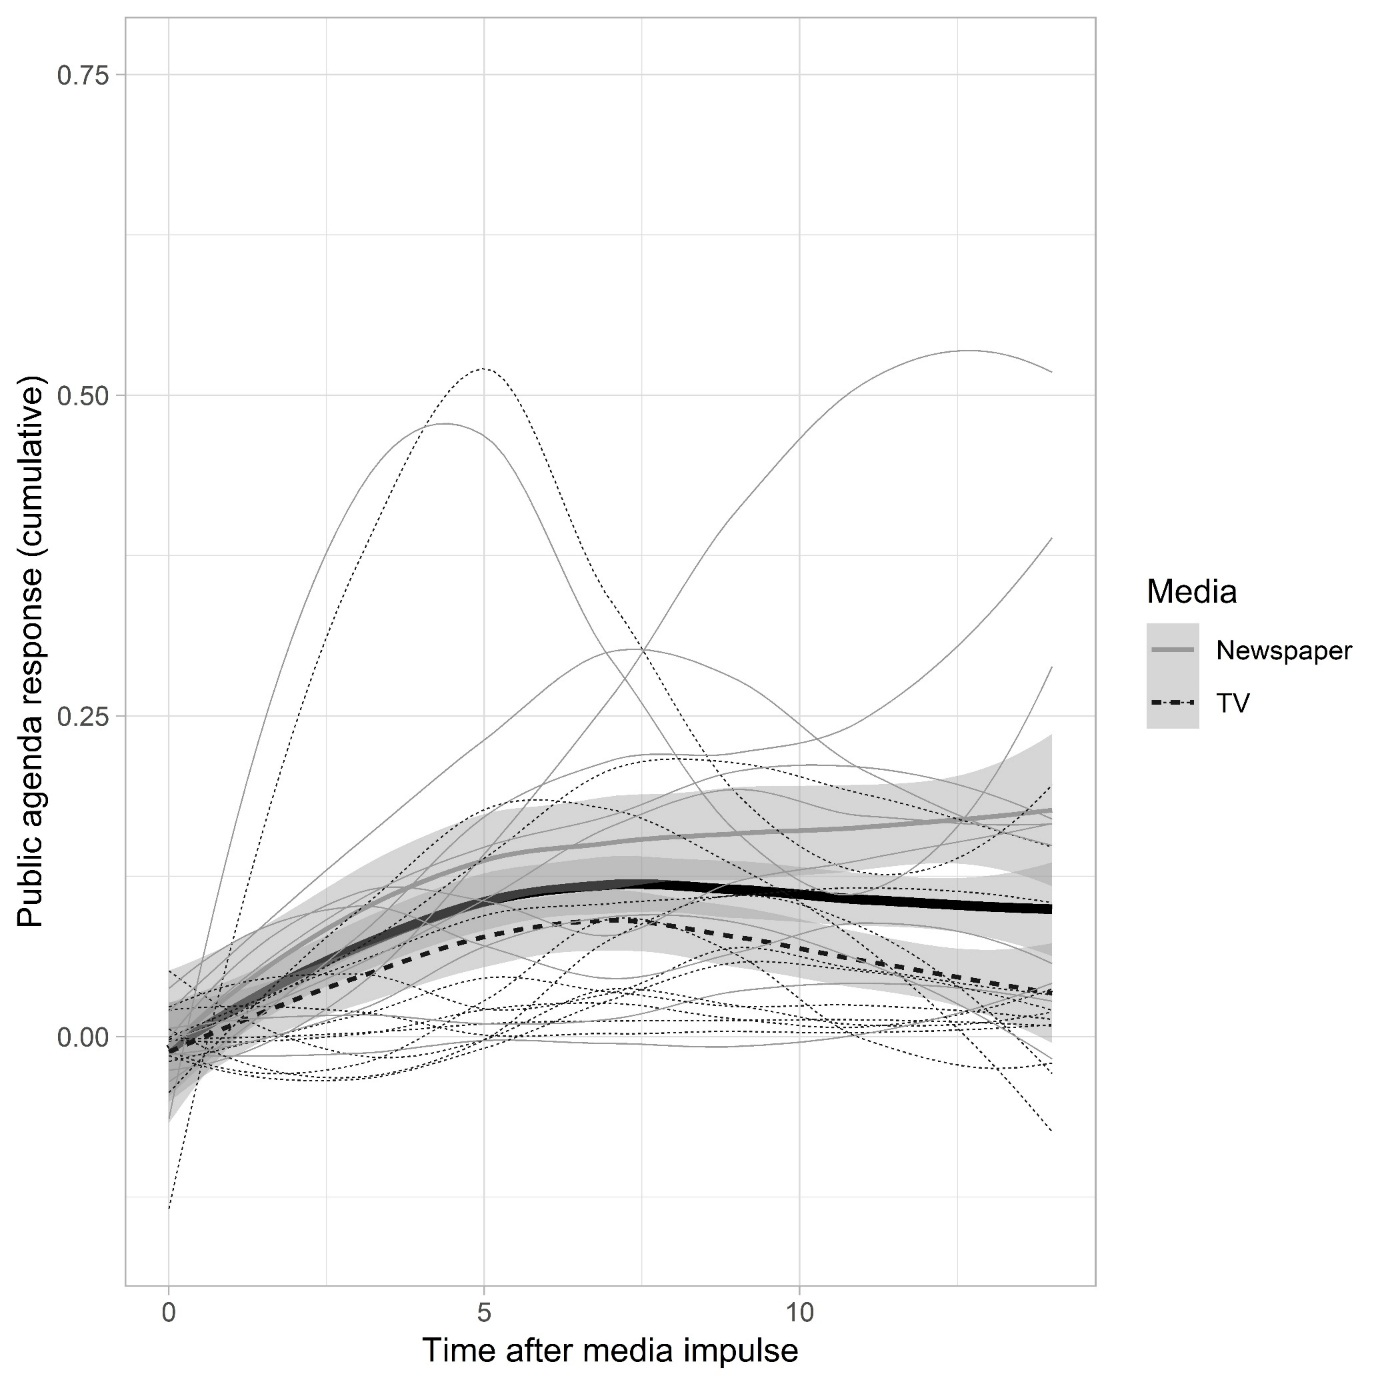 Public agenda response (cumulative)
0.75
0.50
0.25
0.00
0 5 10
Time after media impulse
Media
Newspaper
TV